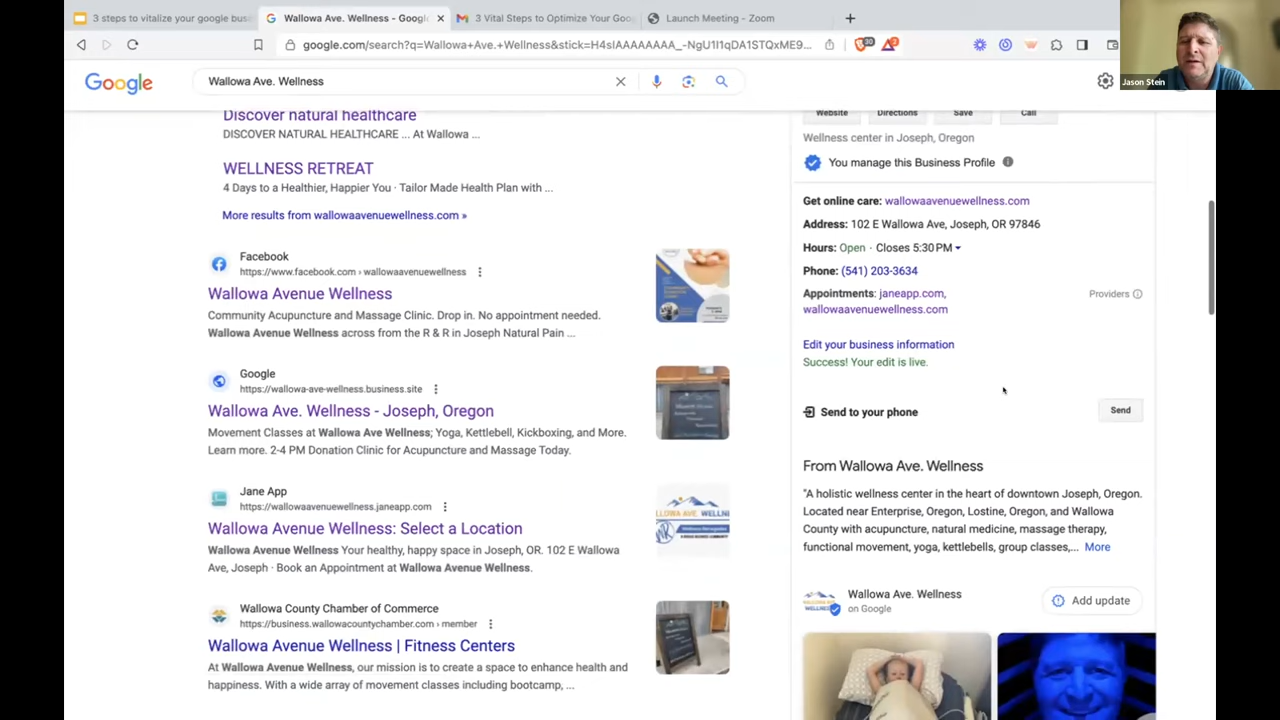 3 steps to vitalize your google busi
Wallowa Ave. Wellness - Googl
3 Vital Steps to Optimize Your Goo
Launch Meeting - Zoom
google.com/search?q=Wallowa+Ave.+Wellness&stick=H4sIAAAAAAAA_-NgU1I1qDA1STQxME9...
Jason Stein
Google
Wallowa Ave. Wellness
Discover natural healthcare
DISCOVER NATURAL HEALTHCARE ... At Wallowa ...
WELLNESS RETREAT
4 Days to a Healthier, Happier You · Tailor Made Health Plan with ...
More results from wallowaavenuewellness.com »
Facebook
https://www.facebook.com › wallowaavenuewellness
Wallowa Avenue Wellness
Community Acupuncture and Massage Clinic. Drop in. No appointment needed.
Wallowa Avenue Wellness across from the R & R in Joseph Natural Pain ...
Google
https://wallowa-ave-wellness.business.site
Wallowa Ave. Wellness - Joseph, Oregon
Movement Classes at Wallowa Ave Wellness; Yoga, Kettlebell, Kickboxing, and More.
Learn more. 2-4 PM Donation Clinic for Acupuncture and Massage Today.
Jane App
https://wallowaavenuewellness.janeapp.com
Wallowa Avenue Wellness: Select a Location
Wallowa Avenue Wellness Your healthy, happy space in Joseph, OR. 102 E Wallowa
Ave, Joseph · Book an Appointment at Wallowa Avenue Wellness.
Wallowa County Chamber of Commerce
https://business.wallowacountychamber.com › member
Wallowa Avenue Wellness | Fitness Centers
At Wallowa Avenue Wellness, our mission is to create a space to enhance health and
happiness. With a wide array of movement classes including bootcamp, ...
Website
Directions
Save
Call
Wellness center in Joseph, Oregon
You manage this Business Profile
Get online care: wallowaavenuewellness.com
Address: 102 E Wallowa Ave, Joseph, OR 97846
Hours: Open · Closes 5:30 PM
Phone: (541) 203-3634
Appointments: janeapp.com,
wallowaavenuewellness.com
Providers
Edit your business information
Success! Your edit is live.
Send to your phone
Send
From Wallowa Ave. Wellness
"A holistic wellness center in the heart of downtown Joseph, Oregon.
Located near Enterprise, Oregon, Lostine, Oregon, and Wallowa
County with acupuncture, natural medicine, massage therapy,
functional movement, yoga, kettlebells, group classes,... More
Wallowa Ave. Wellness
on Google
Add update